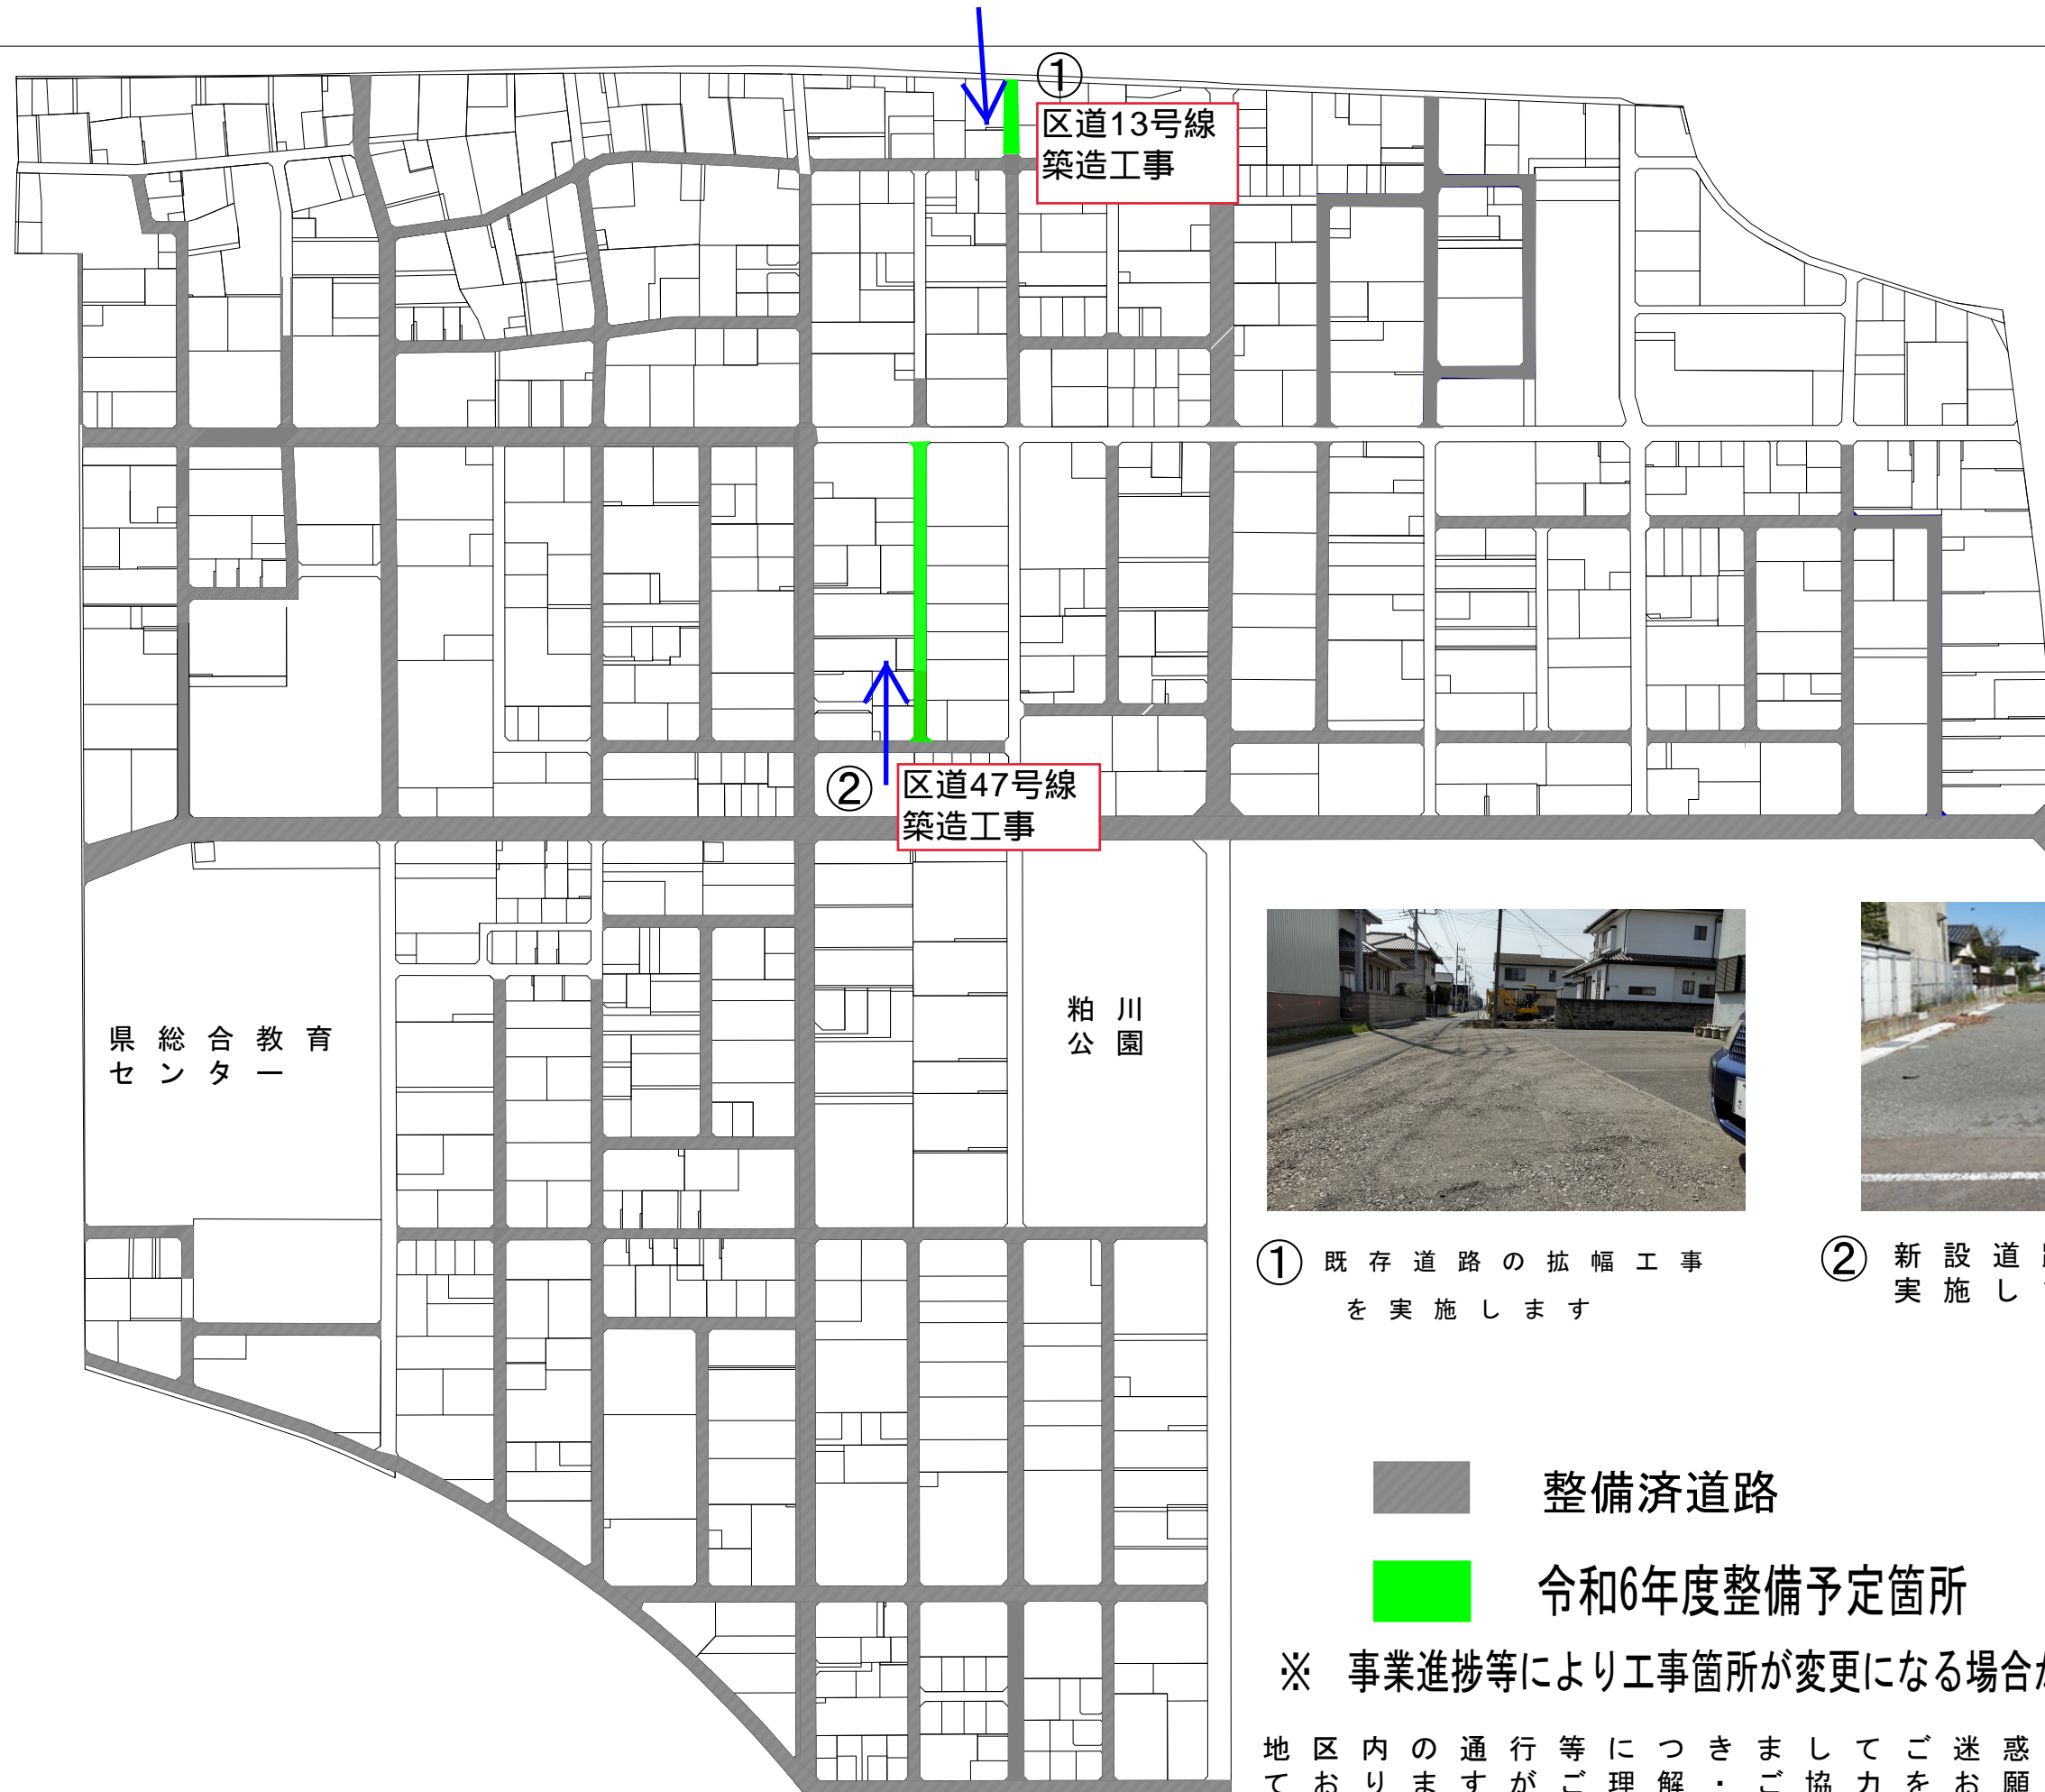 ①
区道13号線
築造工事
②
区道47号線
築造工事
県総合教育
センター
粕川
公園
① 既存道路の拡幅工事
を実施します
② 新設道
実施し
整備済道路
令和6年度整備予定箇所
※ 事業進捗等により工事箇所が変更になる場合が
地区内の通行等につきましてご迷惑
ておりますがご理解・ご協力をお願